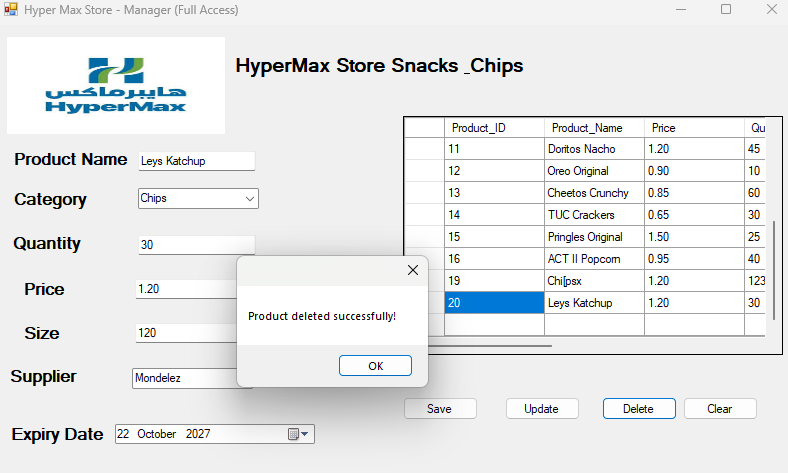 Hyper Max Store - Manager (Full Access)
هايبرماكس
HyperMax
HyperMax Store Snacks _Chips
Product Name Leys Katchup
Category Chips
Quantity 30
Price 1.20
Size 120
Supplier Mondelez
Expiry Date 22 October 2027
Product_ID Product_Name Price Qu
11 Doritos Nacho 1.20 45
12 Oreo Original 0.90 10
13 Cheetos Crunchy 0.85 60
14 TUC Crackers 0.65 30
15 Pringles Original 1.50 25
16 ACT II Popcorn 0.95 40
19 Chi[psx 1.20 123
20 Leys Katchup 1.20 30
Product deleted successfully!
OK
Save Update Delete Clear